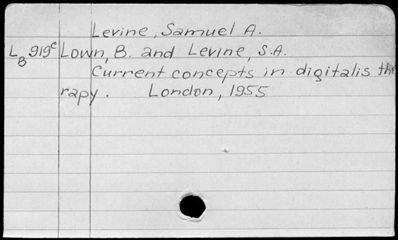 Levine, Samuel A.
LB 919c Lown, B. and Levine, S.A.
Current concepts in digitalis the
rapy. London, 1955